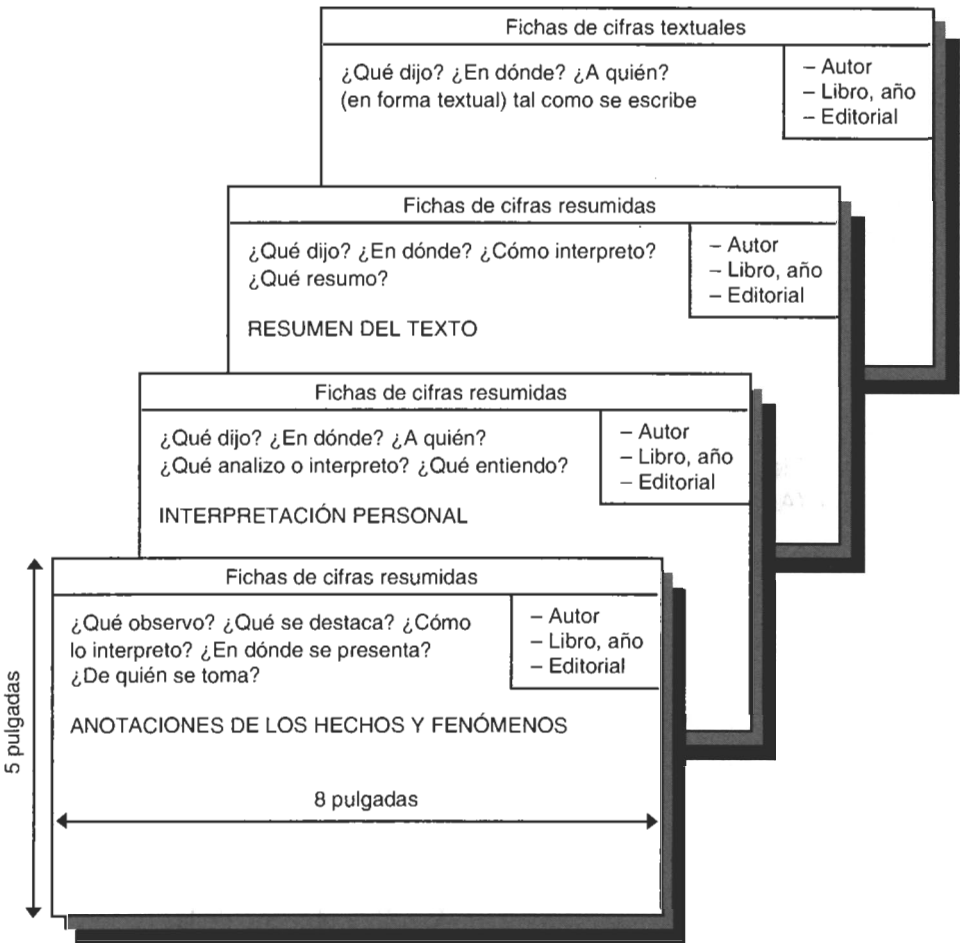 Fichas de cifras textuales
¿Qué dijo? ¿En dónde? ¿A quién?
(en forma textual) tal como se escribe
– Autor
– Libro, año
– Editorial
Fichas de cifras resumidas
¿Qué dijo? ¿En dónde? ¿Cómo interpreto?
¿Qué resumo?
RESUMEN DEL TEXTO
– Autor
– Libro, año
– Editorial
Fichas de cifras resumidas
¿Qué dijo? ¿En dónde? ¿A quién?
¿Qué analizo o interpreto? ¿Qué entiendo?
INTERPRETACIÓN PERSONAL
– Autor
– Libro, año
– Editorial
Fichas de cifras resumidas
¿Qué observo? ¿Qué se destaca? ¿Cómo
lo interpreto? ¿En dónde se presenta?
¿De quién se toma?
ANOTACIONES DE LOS HECHOS Y FENÓMENOS
– Autor
– Libro, año
– Editorial
8 pulgadas
5 pulgadas